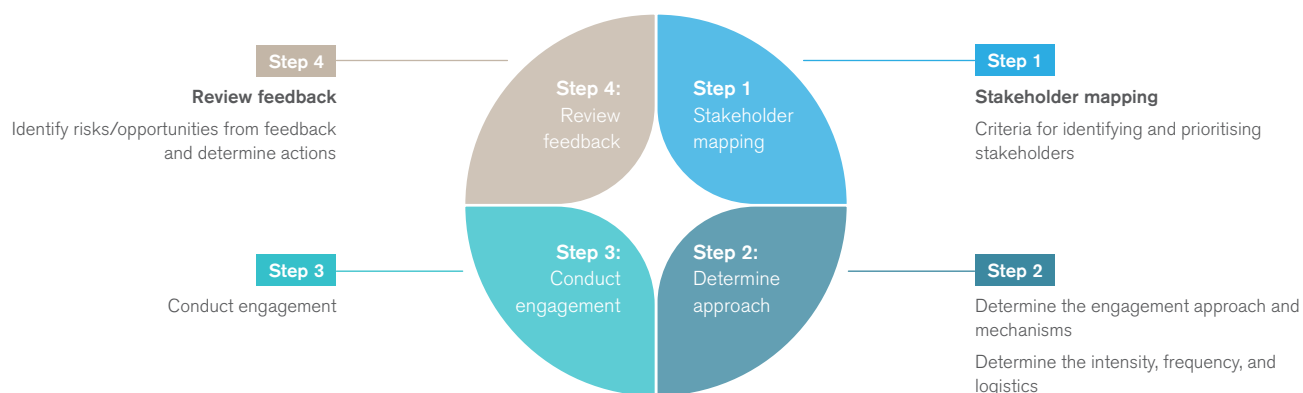 Step 4
Review feedback
Identify risks/opportunities from feedback
and determine actions
Step 4:
Review
feedback
Step 1
Stakeholder
mapping
Step 1
Stakeholder mapping
Criteria for identifying and prioritising
stakeholders
Step 3
Conduct engagement
Step 3:
Conduct
engagement
Step 2:
Determine
approach
Step 2
Determine the engagement approach and
mechanisms
Determine the intensity, frequency, and
logistics